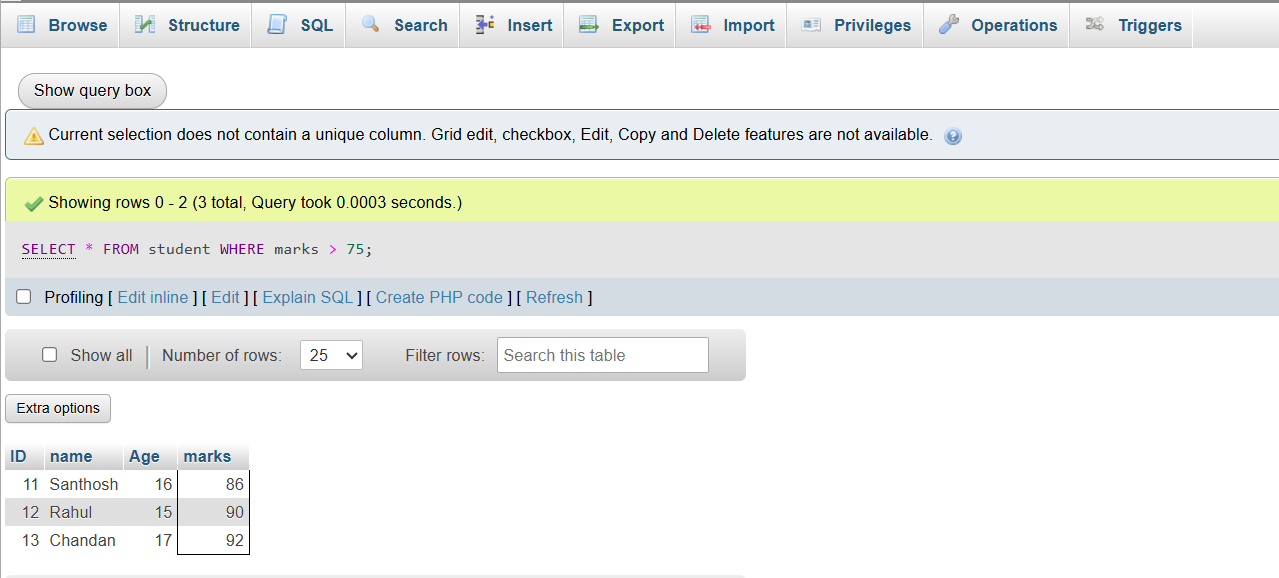 Browse Structure SQL Search Insert Export Import Privileges Operations Triggers
Show query box
Current selection does not contain a unique column. Grid edit, checkbox, Edit, Copy and Delete features are not available.
Showing rows 0 - 2 (3 total, Query took 0.0003 seconds.)
SELECT * FROM student WHERE marks > 75;
Profiling [ Edit inline ] [ Edit ] [ Explain SQL ] [ Create PHP code ] [ Refresh ]
Show all Number of rows: 25 Filter rows: Search this table
Extra options
ID name Age marks
11 Santhosh 16 86
12 Rahul 15 90
13 Chandan 17 92